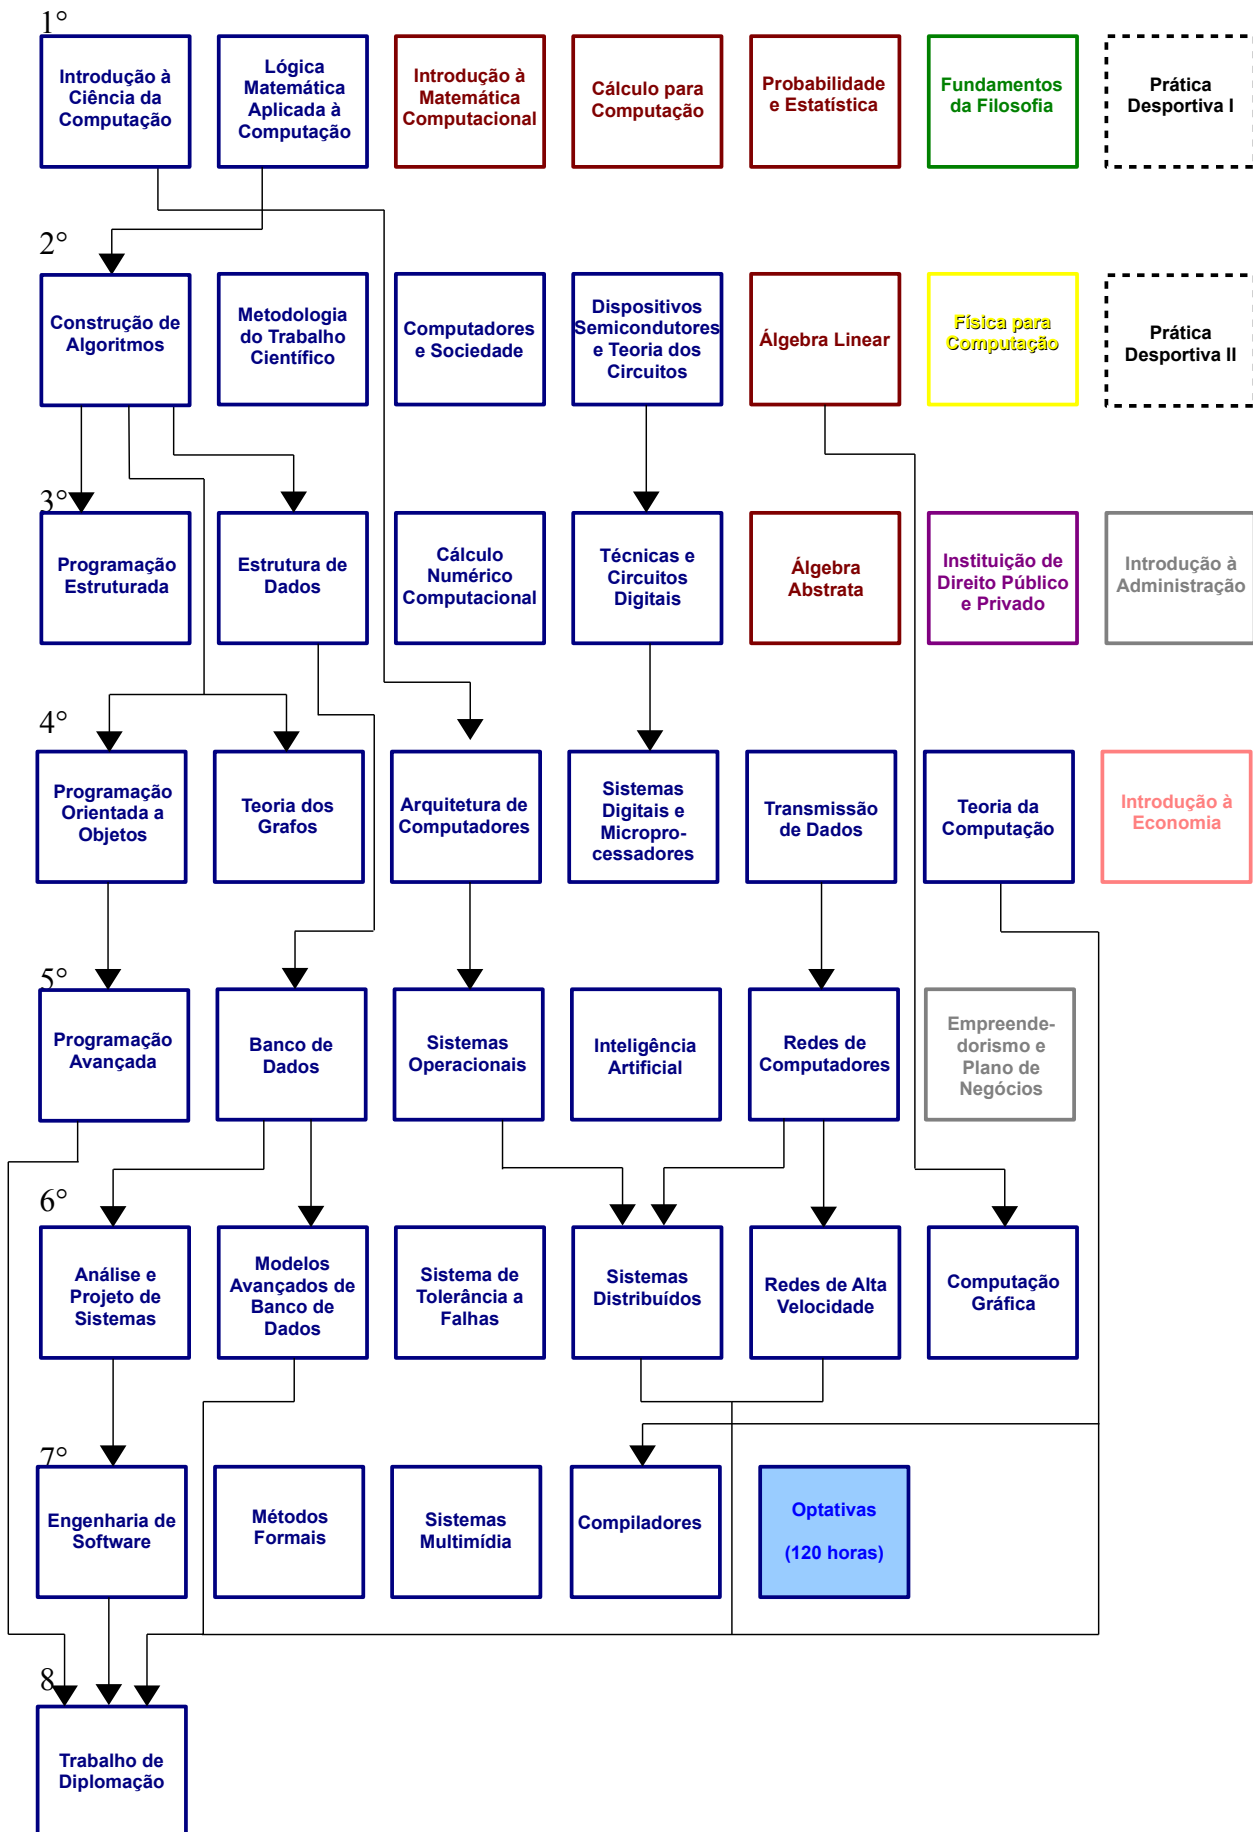 1°
Introdução à
Ciência da
Computação
Lógica
Matemática
Aplicada à
Computação
Introdução à
Matemática
Computacional
Cálculo para
Computação
Probabilidade
e Estatística
Fundamentos
da Filosofia
Prática
Desportiva I
2°
Construção de
Algoritmos
Metodologia
do Trabalho
Científico
Computadores
e Sociedade
Dispositivos
Semicondutores
e Teoria dos
Circuitos
Álgebra Linear
Física para
Computação
Prática
Desportiva II
3°
Programação
Estruturada
Estrutura de
Dados
Cálculo
Numérico
Computacional
Técnicas e
Circuitos
Digitais
Álgebra
Abstrata
Instituição de
Direito Público
e Privado
Introdução à
Administração
4°
Programação
Orientada a
Objetos
Teoria dos
Grafos
Arquitetura de
Computadores
Sistemas
Digitais e
Micropro-
cessadores
Transmissão
de Dados
Teoria da
Computação
Introdução à
Economia
5°
Programação
Avançada
Banco de
Dados
Sistemas
Operacionais
Inteligência
Artificial
Redes de
Computadores
Empreende-
dorismo e
Plano de
Negócios
6°
Análise e
Projeto de
Sistemas
Modelos
Avançados de
Banco de
Dados
Sistema de
Tolerância a
Falhas
Sistemas
Distribuídos
Redes de Alta
Velocidade
Computação
Gráfica
7°
Engenharia de
Software
Métodos
Formais
Sistemas
Multimídia
Compiladores
Optativas
(120 horas)
8
Trabalho de
Diplomação